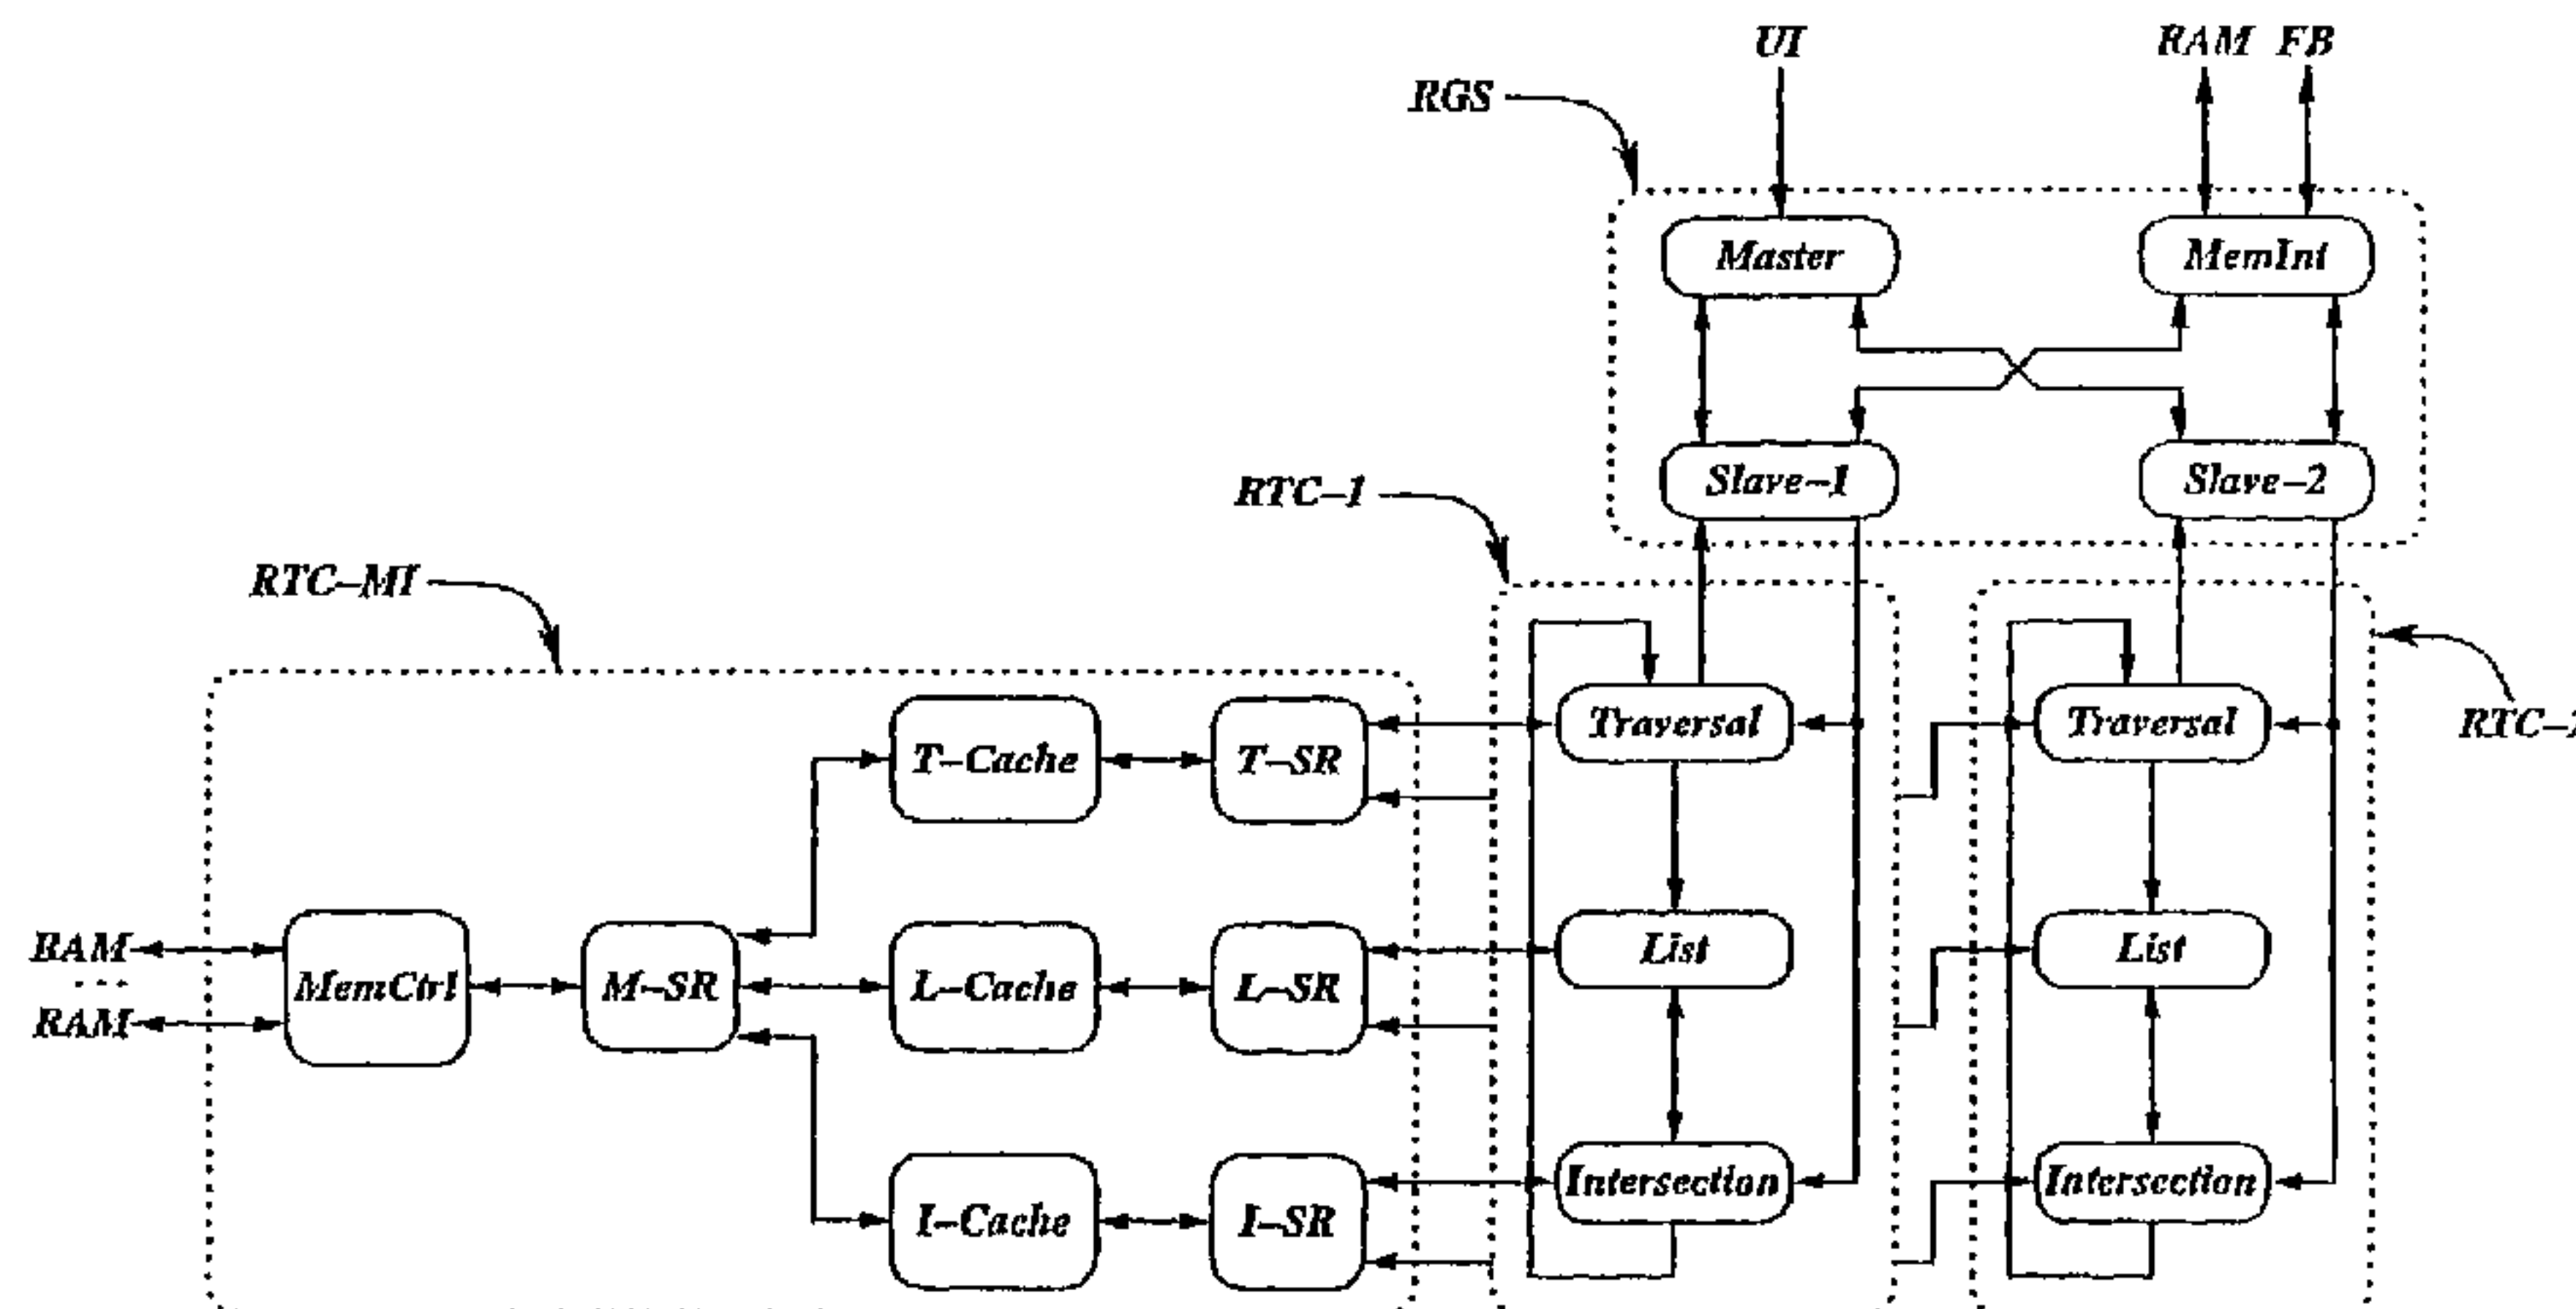 UI
RAM FB
RGS
Master
MemInt
Slave-1
Slave-2
RTC-1
RTC-MI
Traversal
Traversal
T-Cache
T-SR
List
List
RAM
...
RAM
MemCtrl
M-SR
L-Cache
L-SR
Intersection
Intersection
I-Cache
I-SR